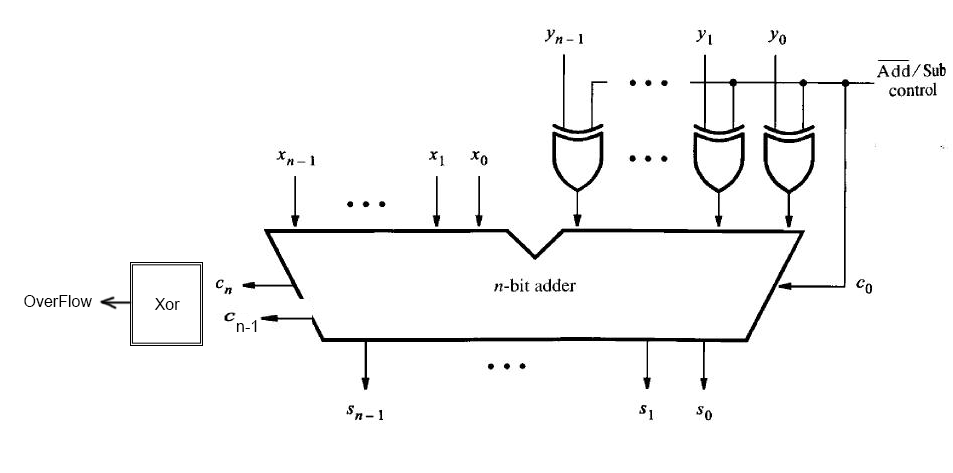 yn-1 y1 y0
Add/Sub
control
xn-1 x1 x0
OverFlow Xor cn n-bit adder c0
cn-1
sn-1 s1 s0